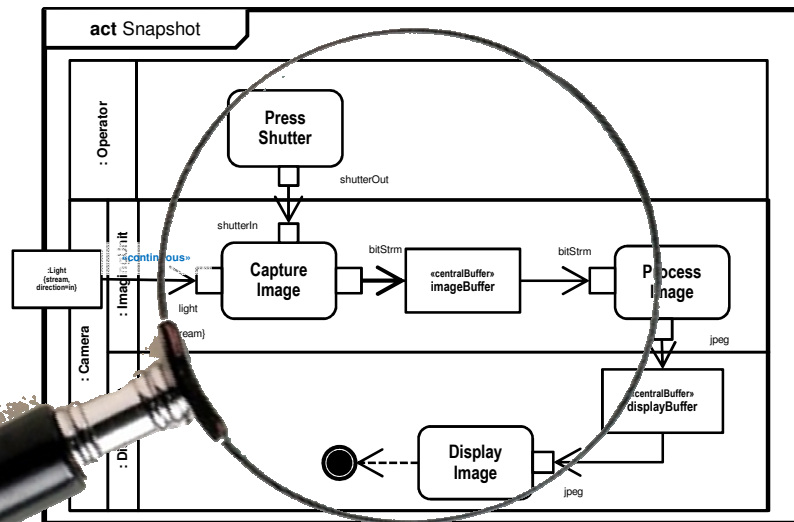 act Snapshot
: Operator
Press
Shutter
shutterOut
shutterIn
«continuous»
:Light
{stream,
direction=in}
light
Capture
Image
bitStrm
«centralBuffer»
imageBuffer
bitStrm
Process
Image
jpeg
: Camera
«centralBuffer»
displayBuffer
Display
Image
jpeg